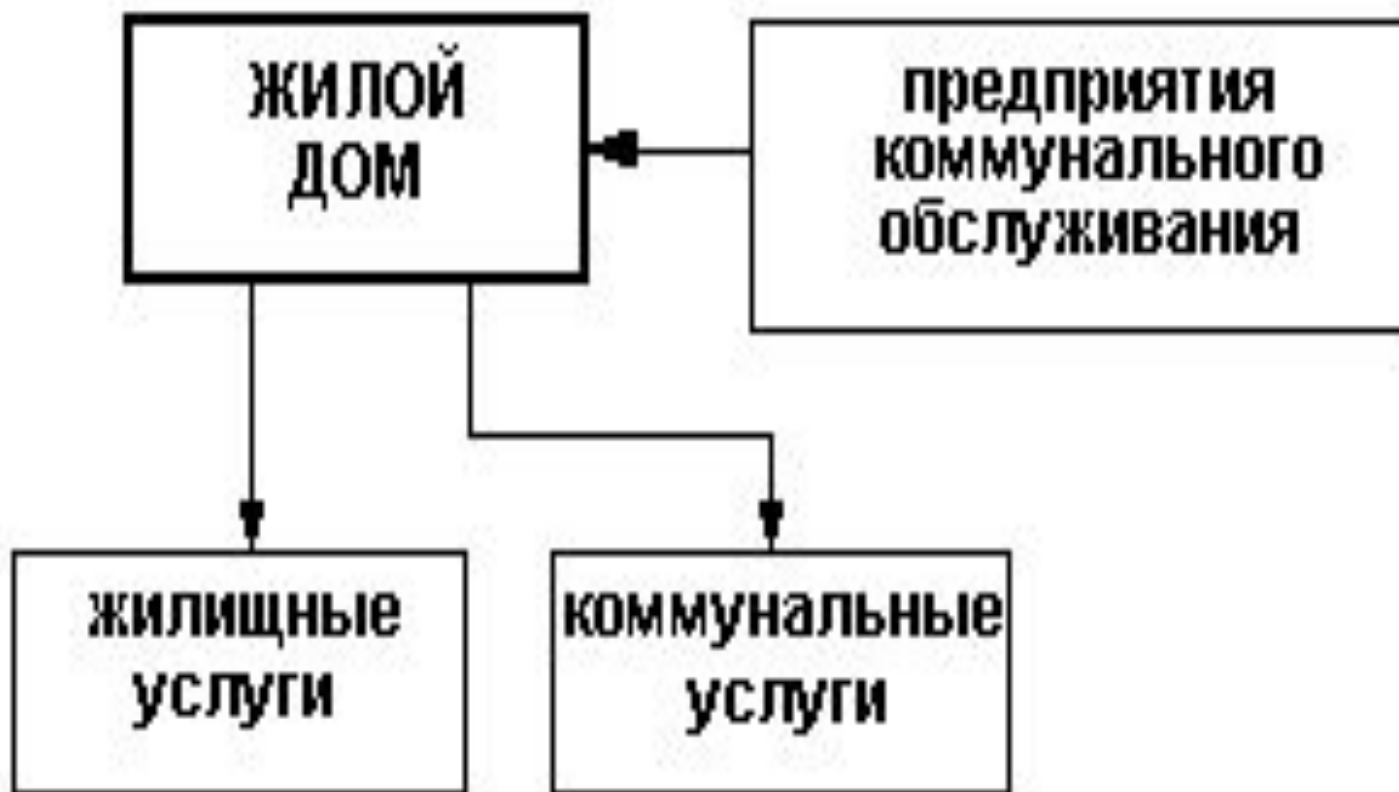 ЖИЛОЙ
ДОМ
предприятия
коммунального
обслуживания
жилищные
услуги
коммунальные
услуги